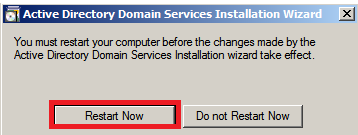 Active Directory Domain Services Installation Wizard
You must restart your computer before the changes made by the
Active Directory Domain Services Installation wizard take effect.
Restart Now
Do not Restart Now